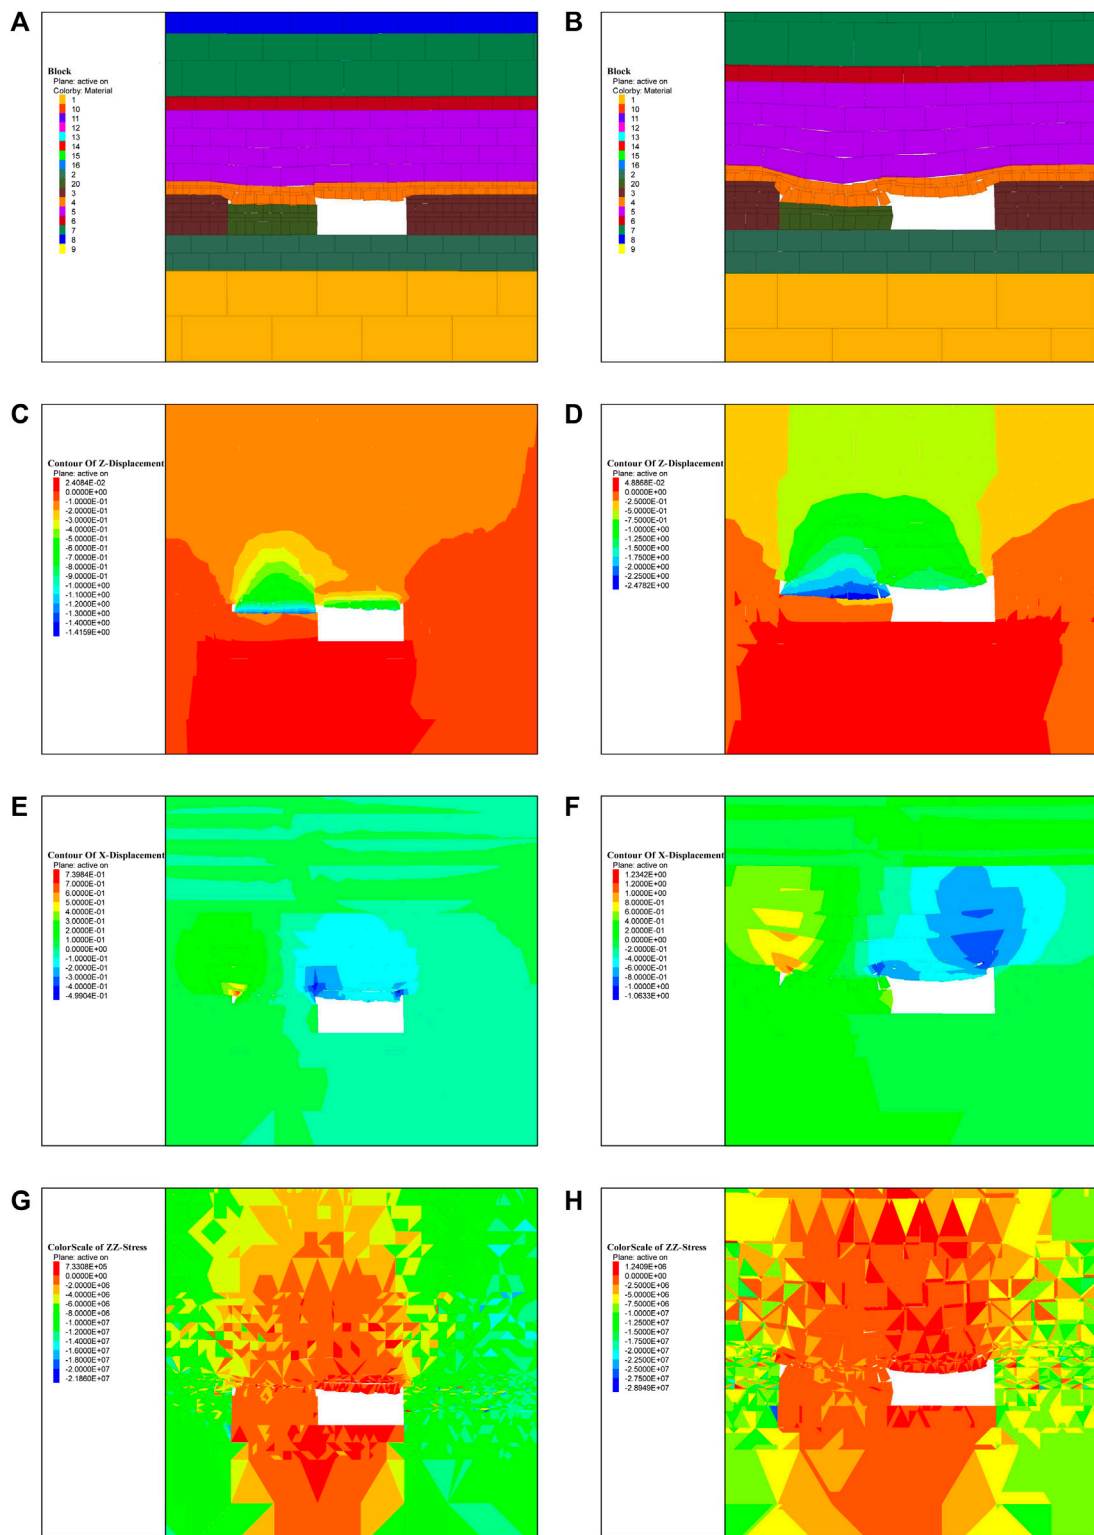 A
Block
Plane: active on
Colorby: Material
1
10
11
12
13
14
15
16
2
20
3
4
5
6
7
8
9
B
Block
Plane: active on
Colorby: Material
1
10
11
12
13
14
15
16
2
20
3
4
5
6
7
8
9
C
Contour Of Z-Displacement
Plane: active on
2.4084E-02
0.0000E+00
-1.0000E-01
-2.0000E-01
-3.0000E-01
-4.0000E-01
-5.0000E-01
-6.0000E-01
-7.0000E-01
-8.0000E-01
-9.0000E-01
-1.0000E+00
-1.1000E+00
-1.2000E+00
-1.3000E+00
-1.4000E+00
-1.4159E+00
D
Contour Of Z-Displacement
Plane: active on
4.8868E-02
0.0000E+00
-2.5000E-01
-5.0000E-01
-7.5000E-01
-1.0000E+00
-1.2500E+00
-1.5000E+00
-1.7500E+00
-2.0000E+00
-2.2500E+00
-2.4782E+00
E
Contour Of X-Displacement
Plane: active on
7.3984E-01
7.0000E-01
6.0000E-01
5.0000E-01
4.0000E-01
3.0000E-01
2.0000E-01
1.0000E-01
0.0000E+00
-1.0000E-01
-2.0000E-01
-3.0000E-01
-4.0000E-01
-4.9904E-01
F
Contour Of X-Displacement
Plane: active on
1.2342E+00
1.2000E+00
1.0000E+00
8.0000E-01
6.0000E-01
4.0000E-01
2.0000E-01
0.0000E+00
-2.0000E-01
-4.0000E-01
-6.0000E-01
-8.0000E-01
-1.0000E+00
-1.0633E+00
G
ColorScale of ZZ-Stress
Plane: active on
7.3308E+05
0.0000E+00
-2.0000E+06
-4.0000E+06
-6.0000E+06
-8.0000E+06
-1.0000E+07
-1.2000E+07
-1.4000E+07
-1.6000E+07
-1.8000E+07
-2.0000E+07
-2.1860E+07
H
ColorScale of ZZ-Stress
Plane: active on
1.2409E+06
0.0000E+00
-2.5000E+06
-5.0000E+06
-7.5000E+06
-1.0000E+07
-1.2500E+07
-1.5000E+07
-1.7500E+07
-2.0000E+07
-2.2500E+07
-2.5000E+07
-2.7500E+07
-2.8949E+07